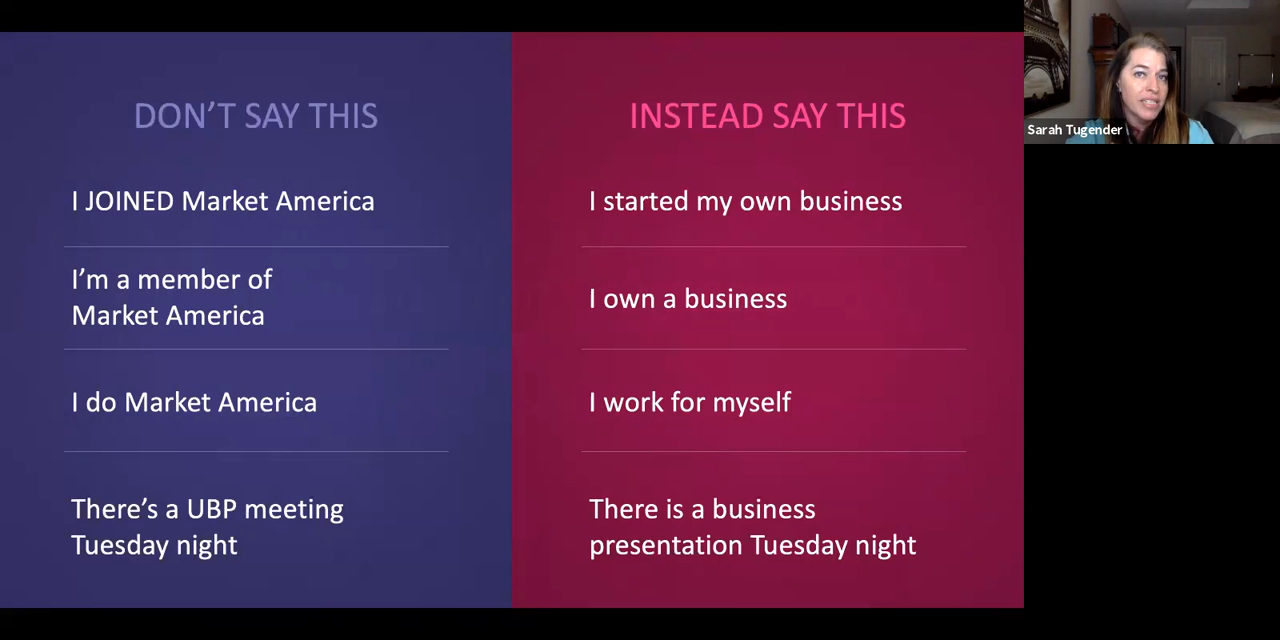 DON'T SAY THIS
I JOINED Market America
I'm a member of
Market America
I do Market America
There's a UBP meeting
Tuesday night
INSTEAD SAY THIS
I started my own business
I own a business
I work for myself
There is a business
presentation Tuesday night
Sarah Tugender